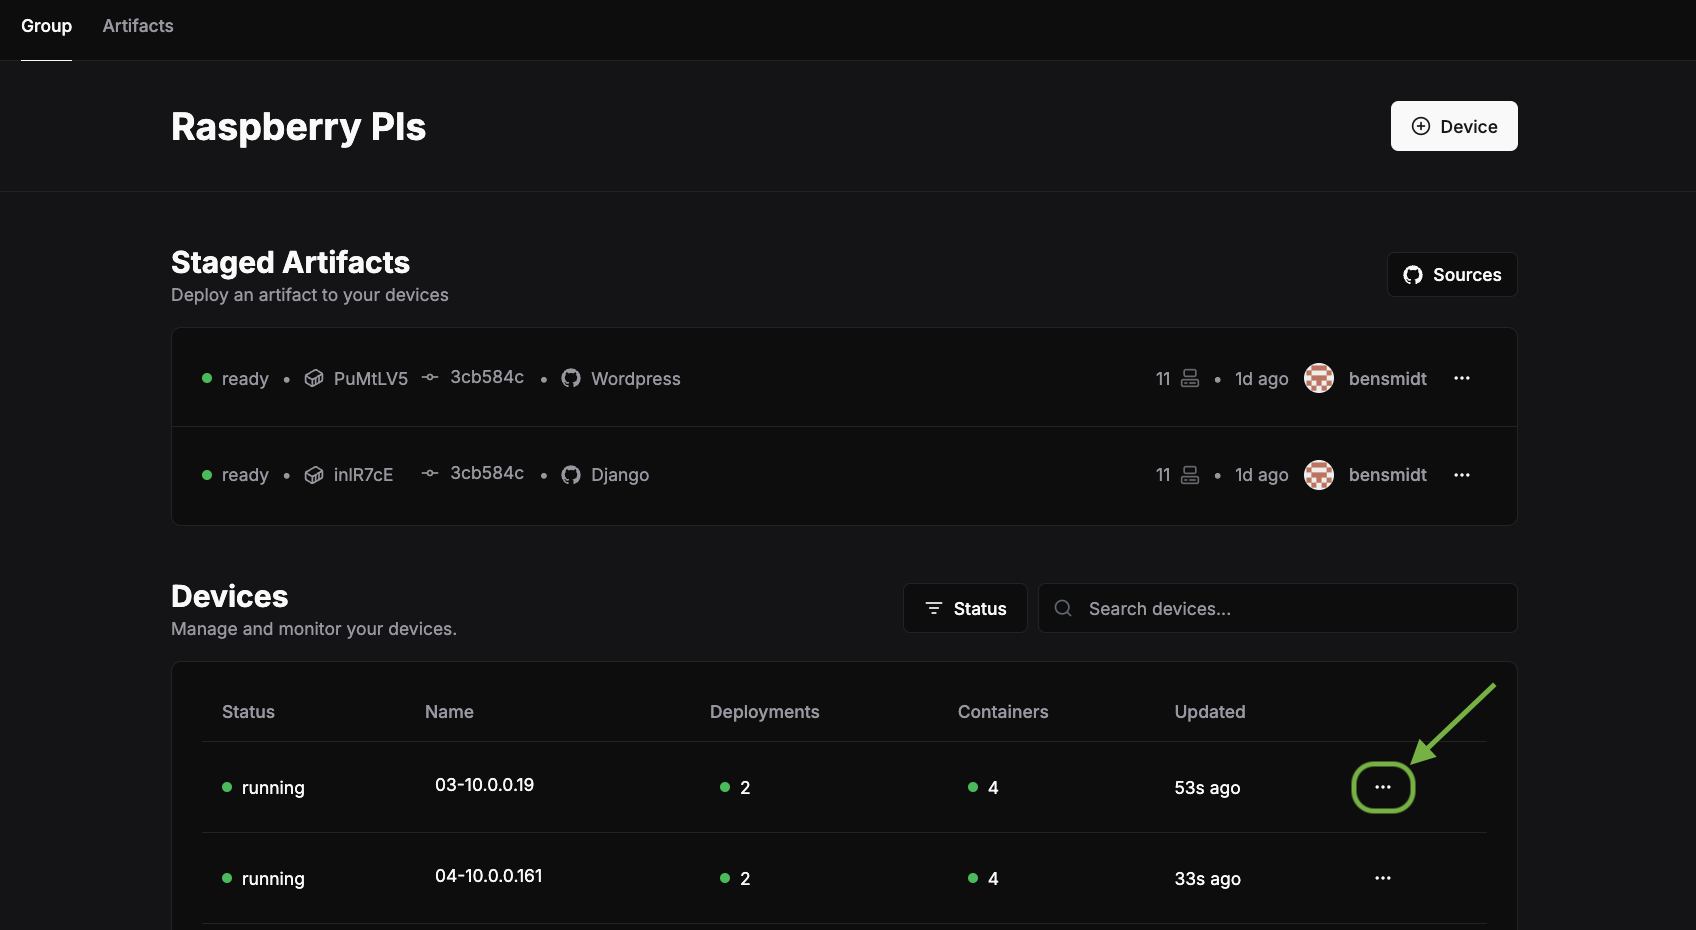 Group Artifacts
Raspberry PIs
Device
Staged Artifacts
Deploy an artifact to your devices
Sources
ready • PuMtLV5 3cb584c • Wordpress 11 • 1d ago bensmidt ...
ready • inlR7cE 3cb584c • Django 11 • 1d ago bensmidt ...
Devices
Manage and monitor your devices.
Status
Search devices...
Status Name Deployments Containers Updated
running 03-10.0.0.19 2 4 53s ago ...
running 04-10.0.0.161 2 4 33s ago ...